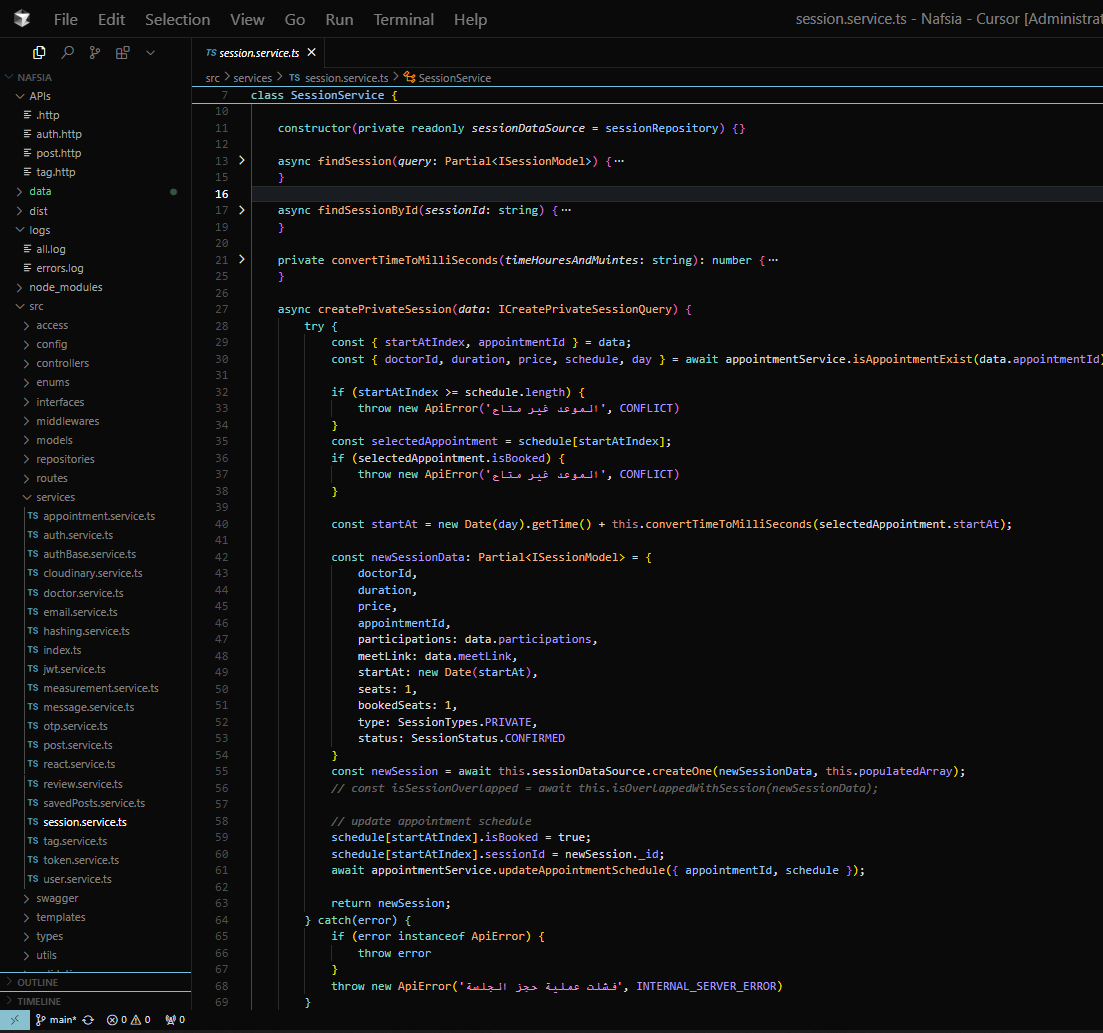 File Edit Selection View Go Run Terminal Help
session.service.ts - Nafsia - Cursor [Administrat
NAFSIA
APIs
.http
auth.http
post.http
tag.http
data
dist
logs
all.log
errors.log
node_modules
src
access
config
controllers
enums
interfaces
middlewares
models
repositories
routes
services
TS appointment.service.ts
TS auth.service.ts
TS authBase.service.ts
TS cloudinary.service.ts
TS doctor.service.ts
TS email.service.ts
TS hashing.service.ts
TS index.ts
TS jwt.service.ts
TS measurement.service.ts
TS message.service.ts
TS otp.service.ts
TS post.service.ts
TS react.service.ts
TS review.service.ts
TS savedPosts.service.ts
TS session.service.ts
TS tag.service.ts
TS token.service.ts
TS user.service.ts
swagger
templates
types
utils
OUTLINE
TIMELINE
TS session.service.ts
src > services > TS session.service.ts > SessionService
7 class SessionService {
10
11 constructor(private readonly sessionDataSource = sessionRepository) {}
12
13 async findSession(query: Partial<ISessionModel>) {···
15 }
16
17 async findSessionById(sessionId: string) {···
19 }
20
21 private convertTimeToMilliSeconds(timeHouresAndMuintes: string): number {···
25 }
26
27 async createPrivateSession(data: ICreatePrivateSessionQuery) {
28 try {
29 const { startAtIndex, appointmentId } = data;
30 const { doctorId, duration, price, schedule, day } = await appointmentService.isAppointmentExist(data.appointmentId)
31
32 if (startAtIndex >= schedule.length) {
33 throw new ApiError('الموعد غير متاح', CONFLICT)
34 }
35 const selectedAppointment = schedule[startAtIndex];
36 if (selectedAppointment.isBooked) {
37 throw new ApiError('الموعد غير متاح', CONFLICT)
38 }
39
40 const startAt = new Date(day).getTime() + this.convertTimeToMilliSeconds(selectedAppointment.startAt);
41
42 const newSessionData: Partial<ISessionModel> = {
43 doctorId,
44 duration,
45 price,
46 appointmentId,
47 participations: data.participations,
48 meetLink: data.meetLink,
49 startAt: new Date(startAt),
50 seats: 1,
51 bookedSeats: 1,
52 type: SessionTypes.PRIVATE,
53 status: SessionStatus.CONFIRMED
54 }
55 const newSession = await this.sessionDataSource.createOne(newSessionData, this.populatedArray);
56 // const isSessionOverlapped = await this.isOverlappedWithSession(newSessionData);
57
58 // update appointment schedule
59 schedule[startAtIndex].isBooked = true;
60 schedule[startAtIndex].sessionId = newSession._id;
61 await appointmentService.updateAppointmentSchedule({ appointmentId, schedule });
62
63 return newSession;
64 } catch(error) {
65 if (error instanceof ApiError) {
66 throw error
67 }
68 throw new ApiError('فشلت عملية حجز الجلسة', INTERNAL_SERVER_ERROR)
69 }
main* 0 0 0